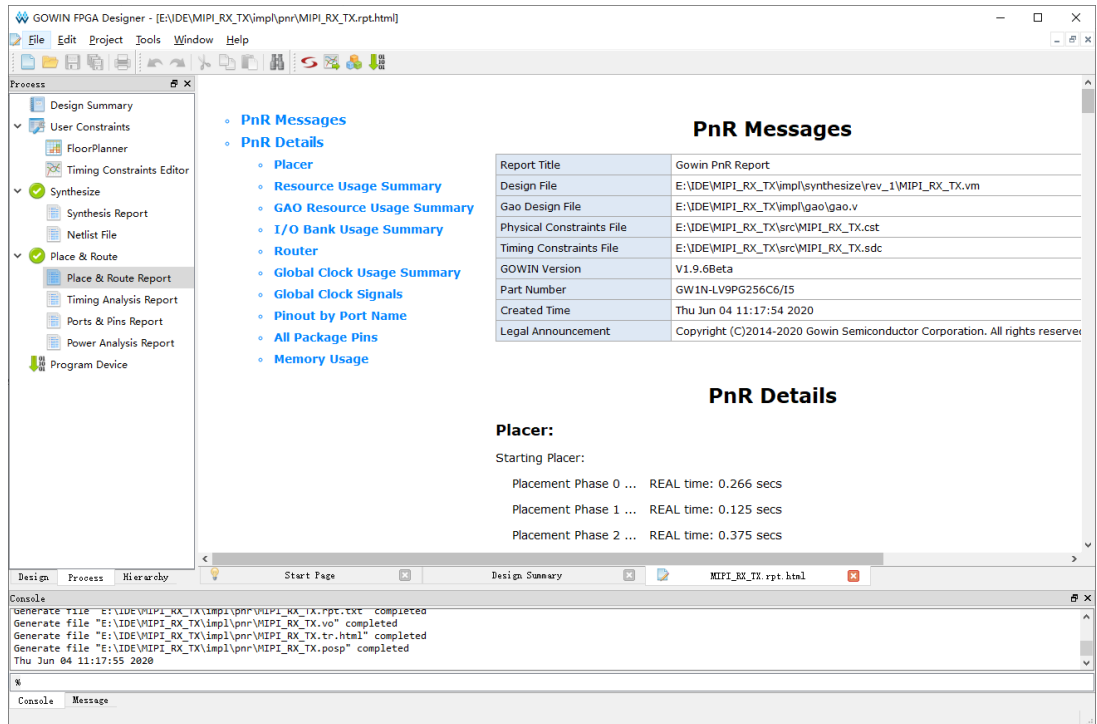 GOWIN FPGA Designer - [E:\IDE\MIPI_RX_TX\impl\pnr\MIPI_RX_TX.rpt.html]
File Edit Project Tools Window Help
Process
Design Summary
User Constraints
FloorPlanner
Timing Constraints Editor
Synthesize
Synthesis Report
Netlist File
Place & Route
Place & Route Report
Timing Analysis Report
Ports & Pins Report
Power Analysis Report
Program Device
Design Process Hierarchy
PnR Messages
PnR Details
Placer
Resource Usage Summary
GAO Resource Usage Summary
I/O Bank Usage Summary
Router
Global Clock Usage Summary
Global Clock Signals
Pinout by Port Name
All Package Pins
Memory Usage
PnR Messages
Report Title Gowin PnR Report
Design File E:\IDE\MIPI_RX_TX\impl\synthesize\rev_1\MIPI_RX_TX.vm
Gao Design File E:\IDE\MIPI_RX_TX\impl\gao\gao.v
Physical Constraints File E:\IDE\MIPI_RX_TX\src\MIPI_RX_TX.cst
Timing Constraints File E:\IDE\MIPI_RX_TX\src\MIPI_RX_TX.sdc
GOWIN Version V1.9.6Beta
Part Number GW1N-LV9PG256C6/I5
Created Time Thu Jun 04 11:17:54 2020
Legal Announcement Copyright (C)2014-2020 Gowin Semiconductor Corporation. All rights reserved
PnR Details
Placer:
Starting Placer:
Placement Phase 0 ... REAL time: 0.266 secs
Placement Phase 1 ... REAL time: 0.125 secs
Placement Phase 2 ... REAL time: 0.375 secs
Start Page Design Summary MIPI_RX_TX.rpt.html
Console
Generate file "E:\IDE\MIPI_RX_TX\impl\pnr\MIPI_RX_TX.rpt.txt" completed
Generate file "E:\IDE\MIPI_RX_TX\impl\pnr\MIPI_RX_TX.vo" completed
Generate file "E:\IDE\MIPI_RX_TX\impl\pnr\MIPI_RX_TX.tr.html" completed
Generate file "E:\IDE\MIPI_RX_TX\impl\pnr\MIPI_RX_TX.posp" completed
Thu Jun 04 11:17:55 2020
%
Console Message